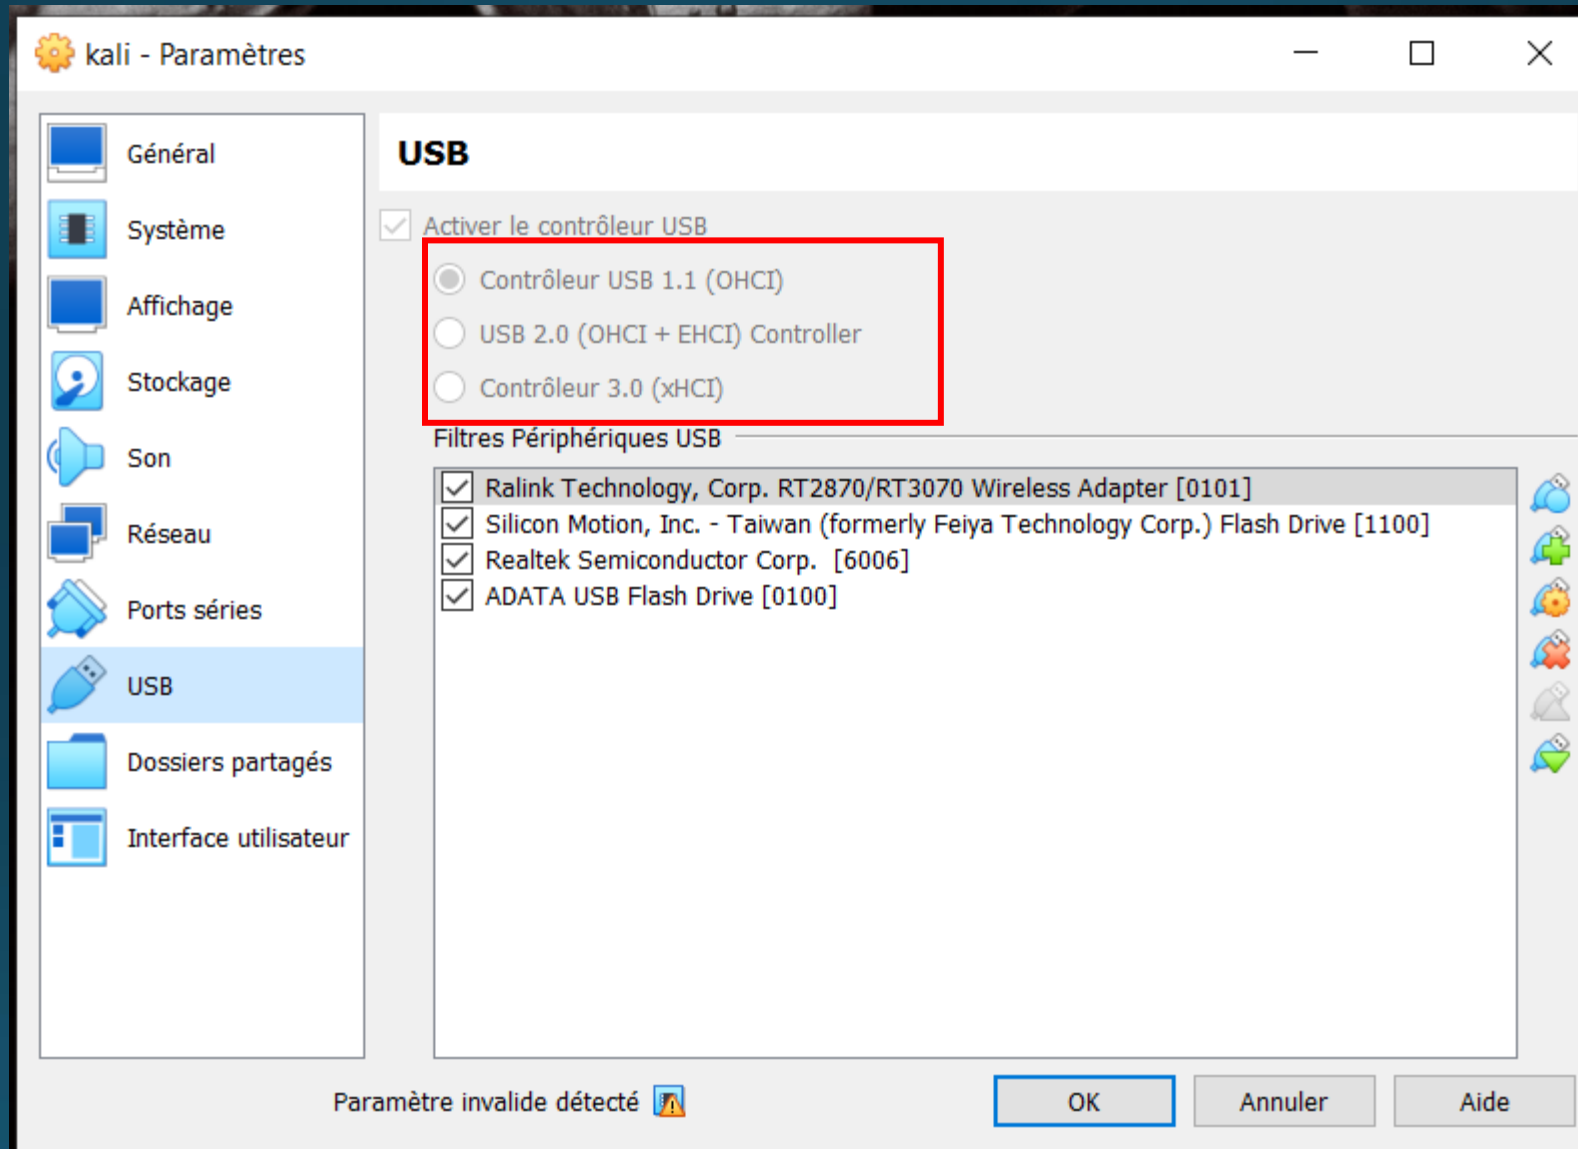 kali - Paramètres
Général
Système
Affichage
Stockage
Son
Réseau
Ports séries
USB
Dossiers partagés
Interface utilisateur
USB
Activer le contrôleur USB
Contrôleur USB 1.1 (OHCI)
USB 2.0 (OHCI + EHCI) Controller
Contrôleur 3.0 (xHCI)
Filtres Périphériques USB
Ralink Technology, Corp. RT2870/RT3070 Wireless Adapter [0101]
Silicon Motion, Inc. - Taiwan (formerly Feiya Technology Corp.) Flash Drive [1100]
Realtek Semiconductor Corp.  [6006]
ADATA USB Flash Drive [0100]
Paramètre invalide détecté
OK
Annuler
Aide